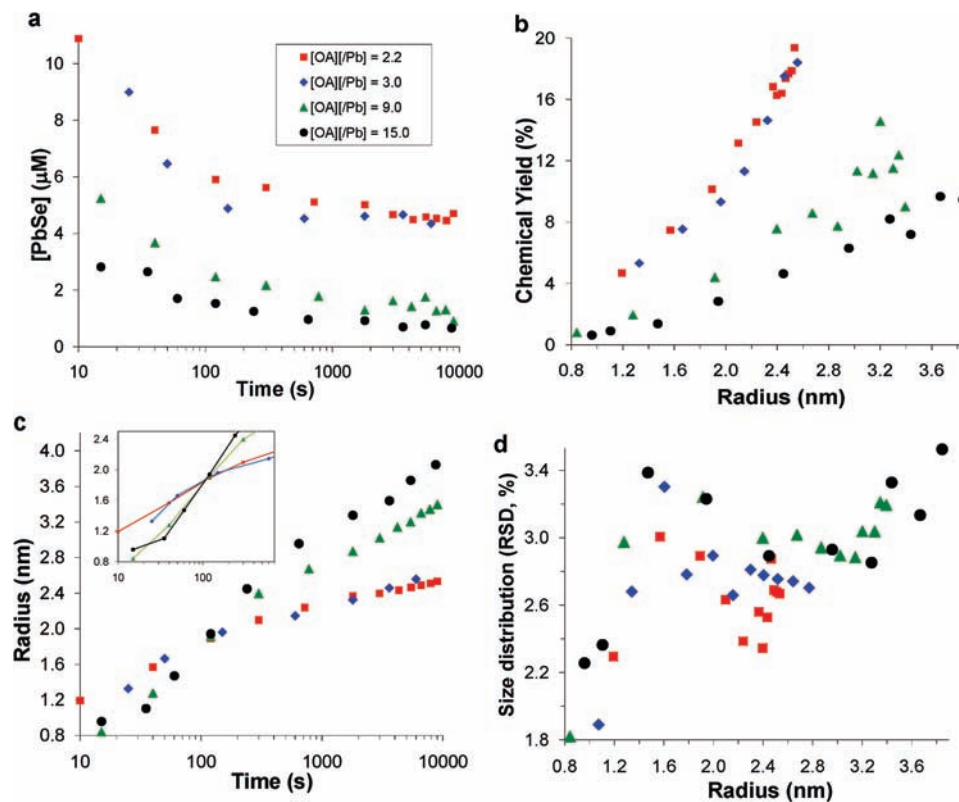 a
[PbSe] (µM)
10
8
6
4
2
0
10
100
1000
10000
Time (s)
[OA][/Pb] = 2.2
[OA][/Pb] = 3.0
[OA][/Pb] = 9.0
[OA][/Pb] = 15.0
b
Chemical Yield (%)
20
16
12
8
4
0
0.8 1.2 1.6 2.0 2.4 2.8 3.2 3.6
Radius (nm)
c
Radius (nm)
4.0
3.6
3.2
2.8
2.4
2.0
1.6
1.2
0.8
10 100 1000 10000
Time (s)
2.4
2.0
1.6
1.2
0.8
10 100
d
Size distribution (RSD, %)
3.4
3.0
2.6
2.2
1.8
0.8 1.2 1.6 2.0 2.4 2.8 3.2 3.6
Radius (nm)